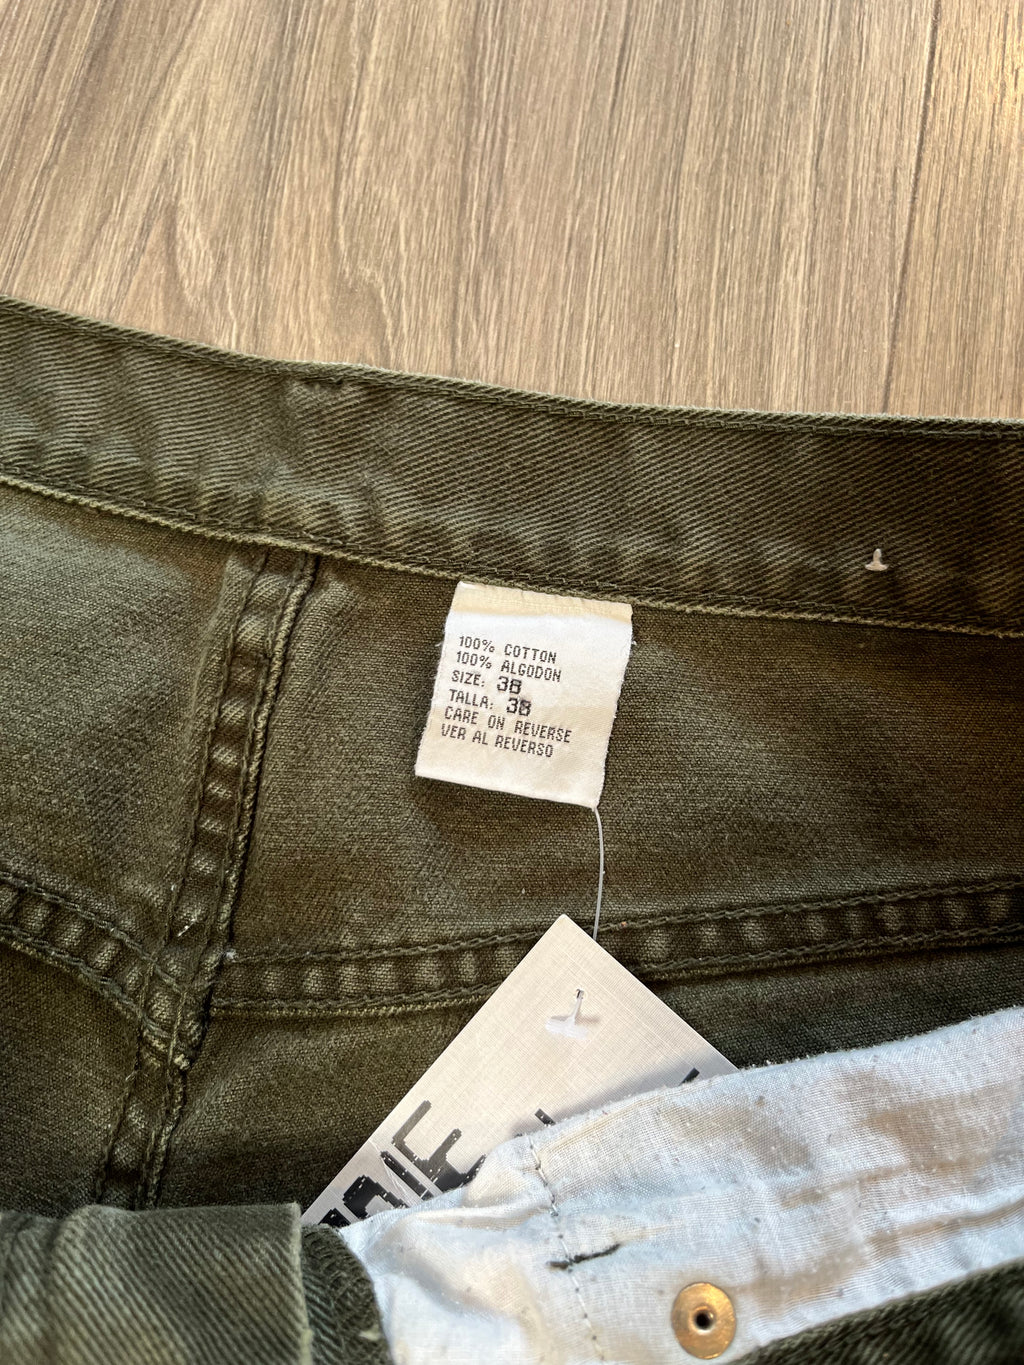 100% COTTON
100% ALGODON
SIZE: 38
TALLA: 38
CARE ON REVERSE
VER AL REVERSO